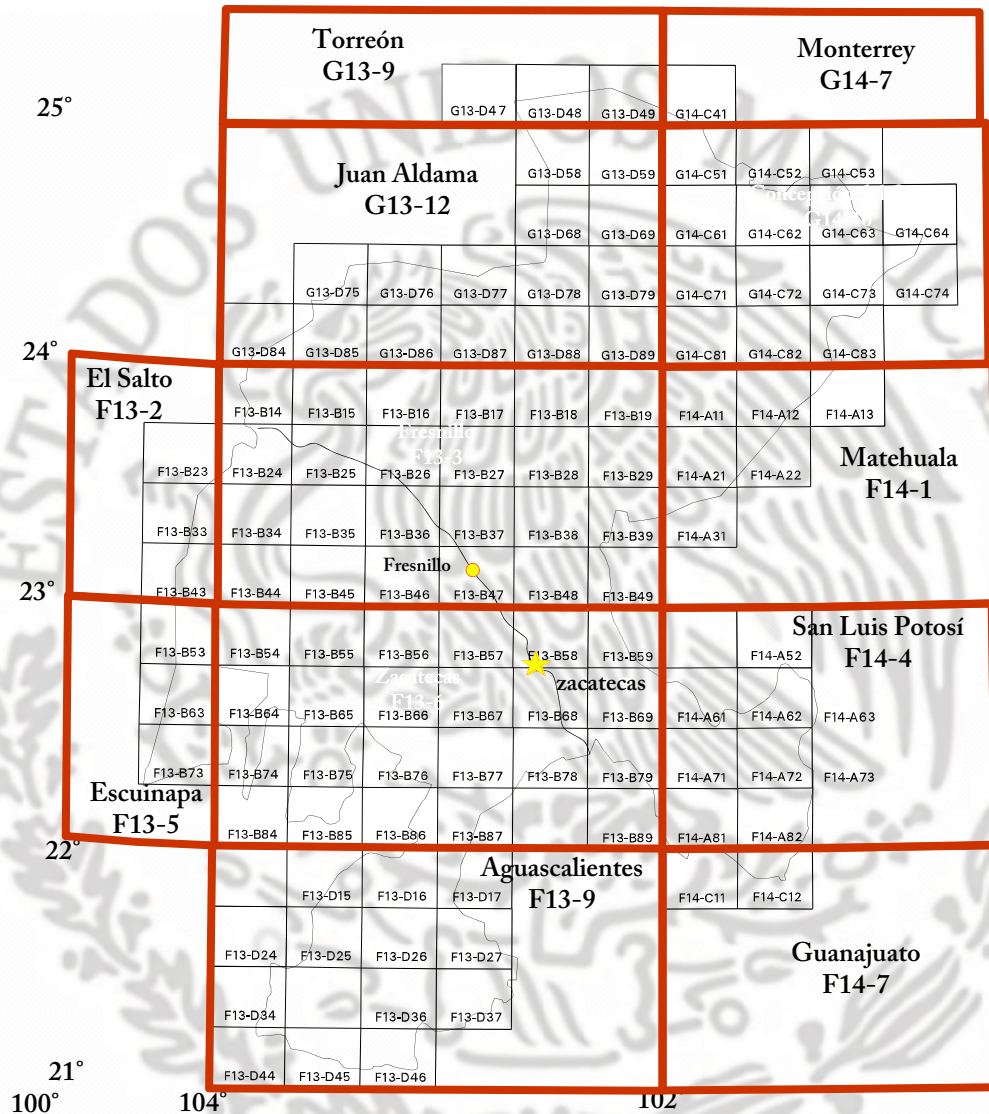 ESTADOS UNIDOS MEXICA
Torreón
G13-9
Monterrey
G14-7
25°
G13-D47 G13-D48 G13-D49 G14-C41
Juan Aldama
G13-12
G13-D58 G13-D59 G14-C51 G14-C52 G14-C53
G13-D68 G13-D69 G14-C61 G14-C62 G14-C63 G14-C64
G13-D75 G13-D76 G13-D77 G13-D78 G13-D79 G14-C71 G14-C72 G14-C73 G14-C74
24°
G13-D84 G13-D85 G13-D86 G13-D87 G13-D88 G13-D89 G14-C81 G14-C82 G14-C83
El Salto
F13-2
F13-B14 F13-B15 F13-B16 F13-B17 F13-B18 F13-B19 F14-A11 F14-A12 F14-A13
Fresnillo
F13-3
Matehuala
F14-1
F13-B23 F13-B24 F13-B25 F13-B26 F13-B27 F13-B28 F13-B29 F14-A21 F14-A22
F13-B33 F13-B34 F13-B35 F13-B36 F13-B37 F13-B38 F13-B39 F14-A31
Fresnillo
23°
F13-B43 F13-B44 F13-B45 F13-B46 F13-B47 F13-B48 F13-B49
San Luis Potosí
F14-4
F13-B53 F13-B54 F13-B55 F13-B56 F13-B57 F13-B58 F13-B59 F14-A52
Zacatecas
F13-6
zacatecas
F13-B63 F13-B64 F13-B65 F13-B66 F13-B67 F13-B68 F13-B69 F14-A61 F14-A62 F14-A63
F13-B73 F13-B74 F13-B75 F13-B76 F13-B77 F13-B78 F13-B79 F14-A71 F14-A72 F14-A73
Escuinapa
F13-5
F13-B84 F13-B85 F13-B86 F13-B87 F13-B89 F14-A81 F14-A82
22°
Aguascalientes
F13-9
F13-D15 F13-D16 F13-D17 F14-C11 F14-C12
Guanajuato
F14-7
F13-D24 F13-D25 F13-D26 F13-D27
F13-D34 F13-D36 F13-D37
21°
F13-D44 F13-D45 F13-D46
100° 104° 102